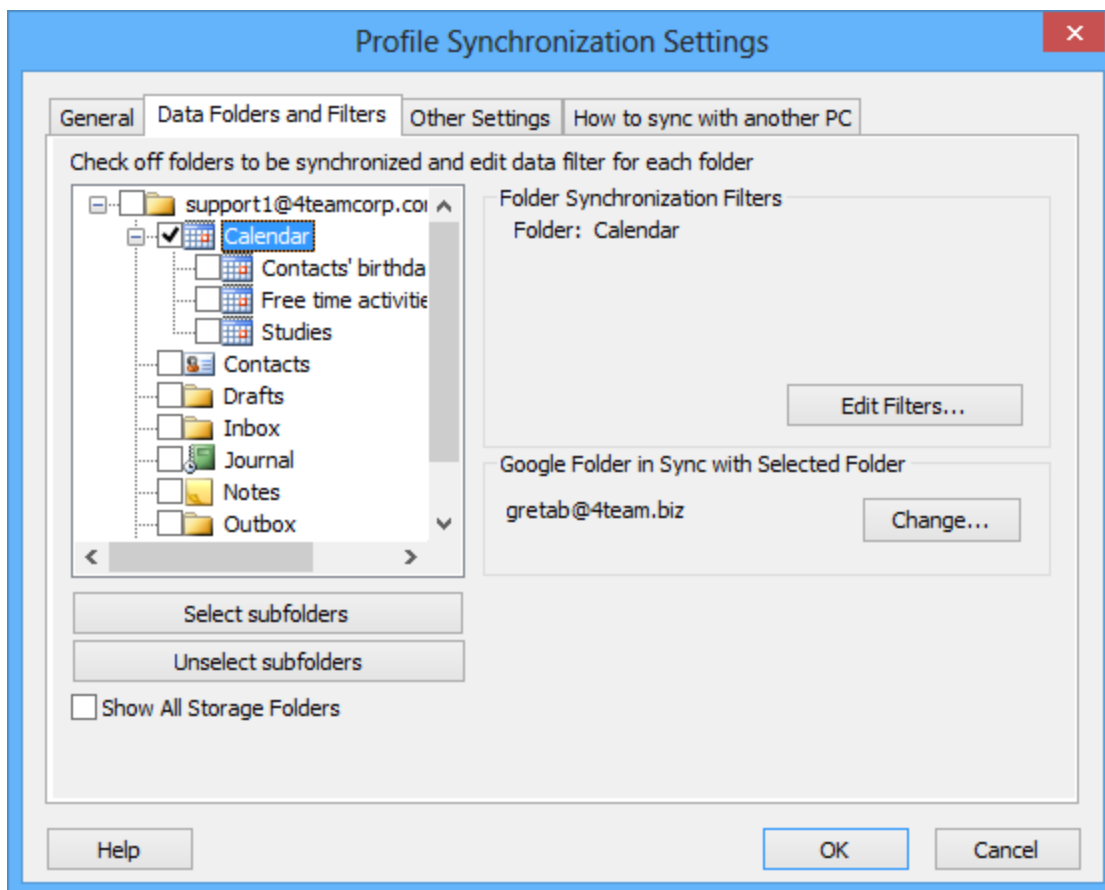 Profile Synchronization Settings
General
Data Folders and Filters
Other Settings
How to sync with another PC
Check off folders to be synchronized and edit data filter for each folder
support1@4teamcorp.co
Calendar
Contacts' birthda
Free time activitie
Studies
Contacts
Drafts
Inbox
Journal
Notes
Outbox
Select subfolders
Unselect subfolders
Show All Storage Folders
Folder Synchronization Filters
Folder: Calendar
Edit Filters...
Google Folder in Sync with Selected Folder
gretab@4team.biz
Change...
Help
OK
Cancel